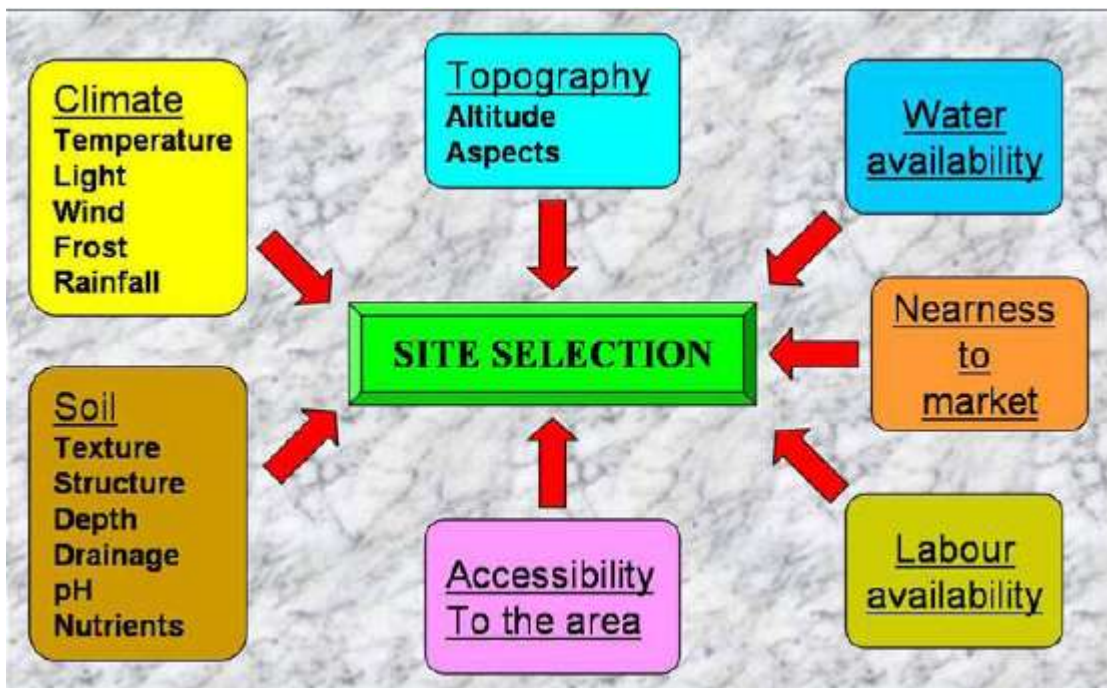 Climate
Temperature
Light
Wind
Frost
Rainfall
Topography
Altitude
Aspects
Water
availability
SITE SELECTION
Nearness
to
market
Soil
Texture
Structure
Depth
Drainage
pH
Nutrients
Accessibility
To the area
Labour
availability